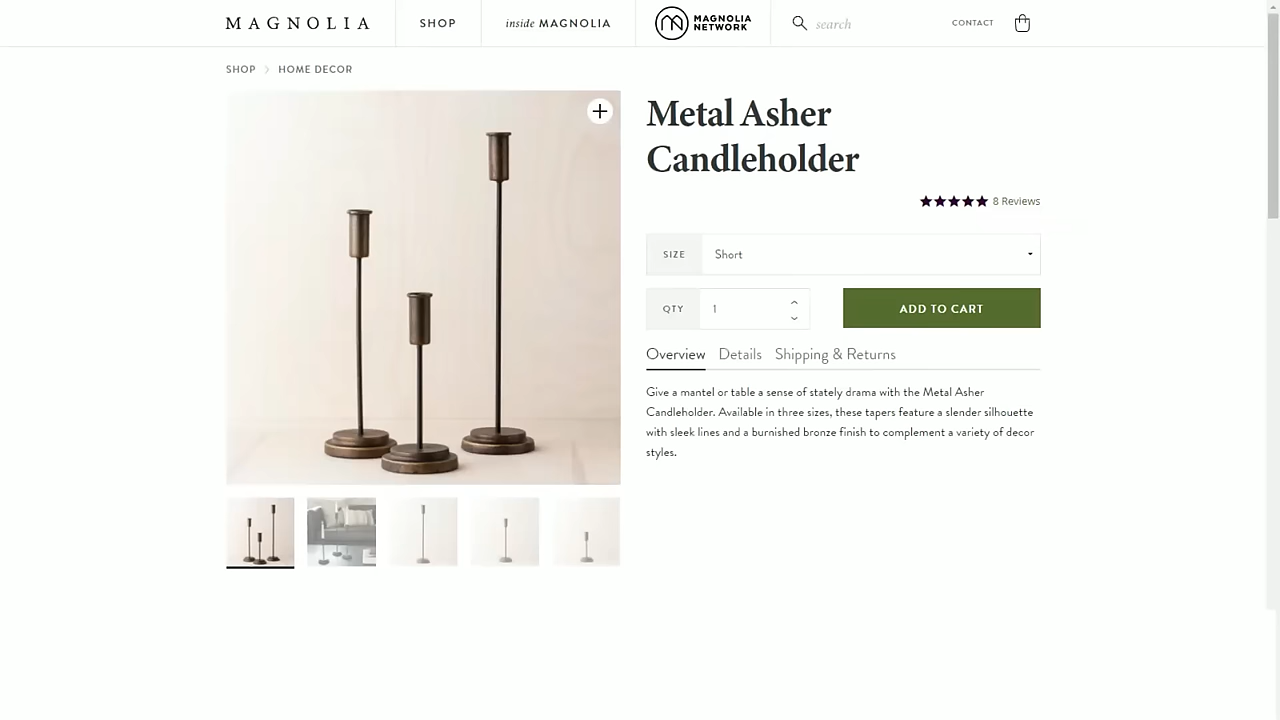 MAGNOLIA
SHOP
inside MAGNOLIA
MAGNOLIA
NETWORK
search
CONTACT
SHOP
HOME DECOR
Metal Asher
Candleholder
8 Reviews
SIZE
Short
QTY
1
ADD TO CART
Overview
Details
Shipping & Returns
Give a mantel or table a sense of stately drama with the Metal Asher
Candleholder. Available in three sizes, these tapers feature a slender silhouette
with sleek lines and a burnished bronze finish to complement a variety of decor
styles.